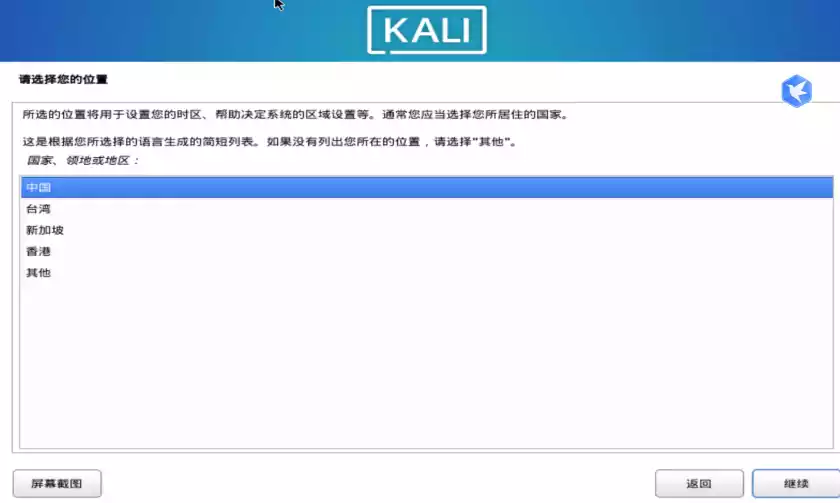 KALI
请选择您的位置
所选的位置将用于设置您的时区、帮助决定系统的区域设置等。通常您应当选择您所居住的国家。
这是根据您所选择的语言生成的简短列表。如果没有列出您所在的位置，请选择"其他"。
国家、领地或地区：
中国
台湾
新加坡
香港
其他
屏幕截图
返回
继续